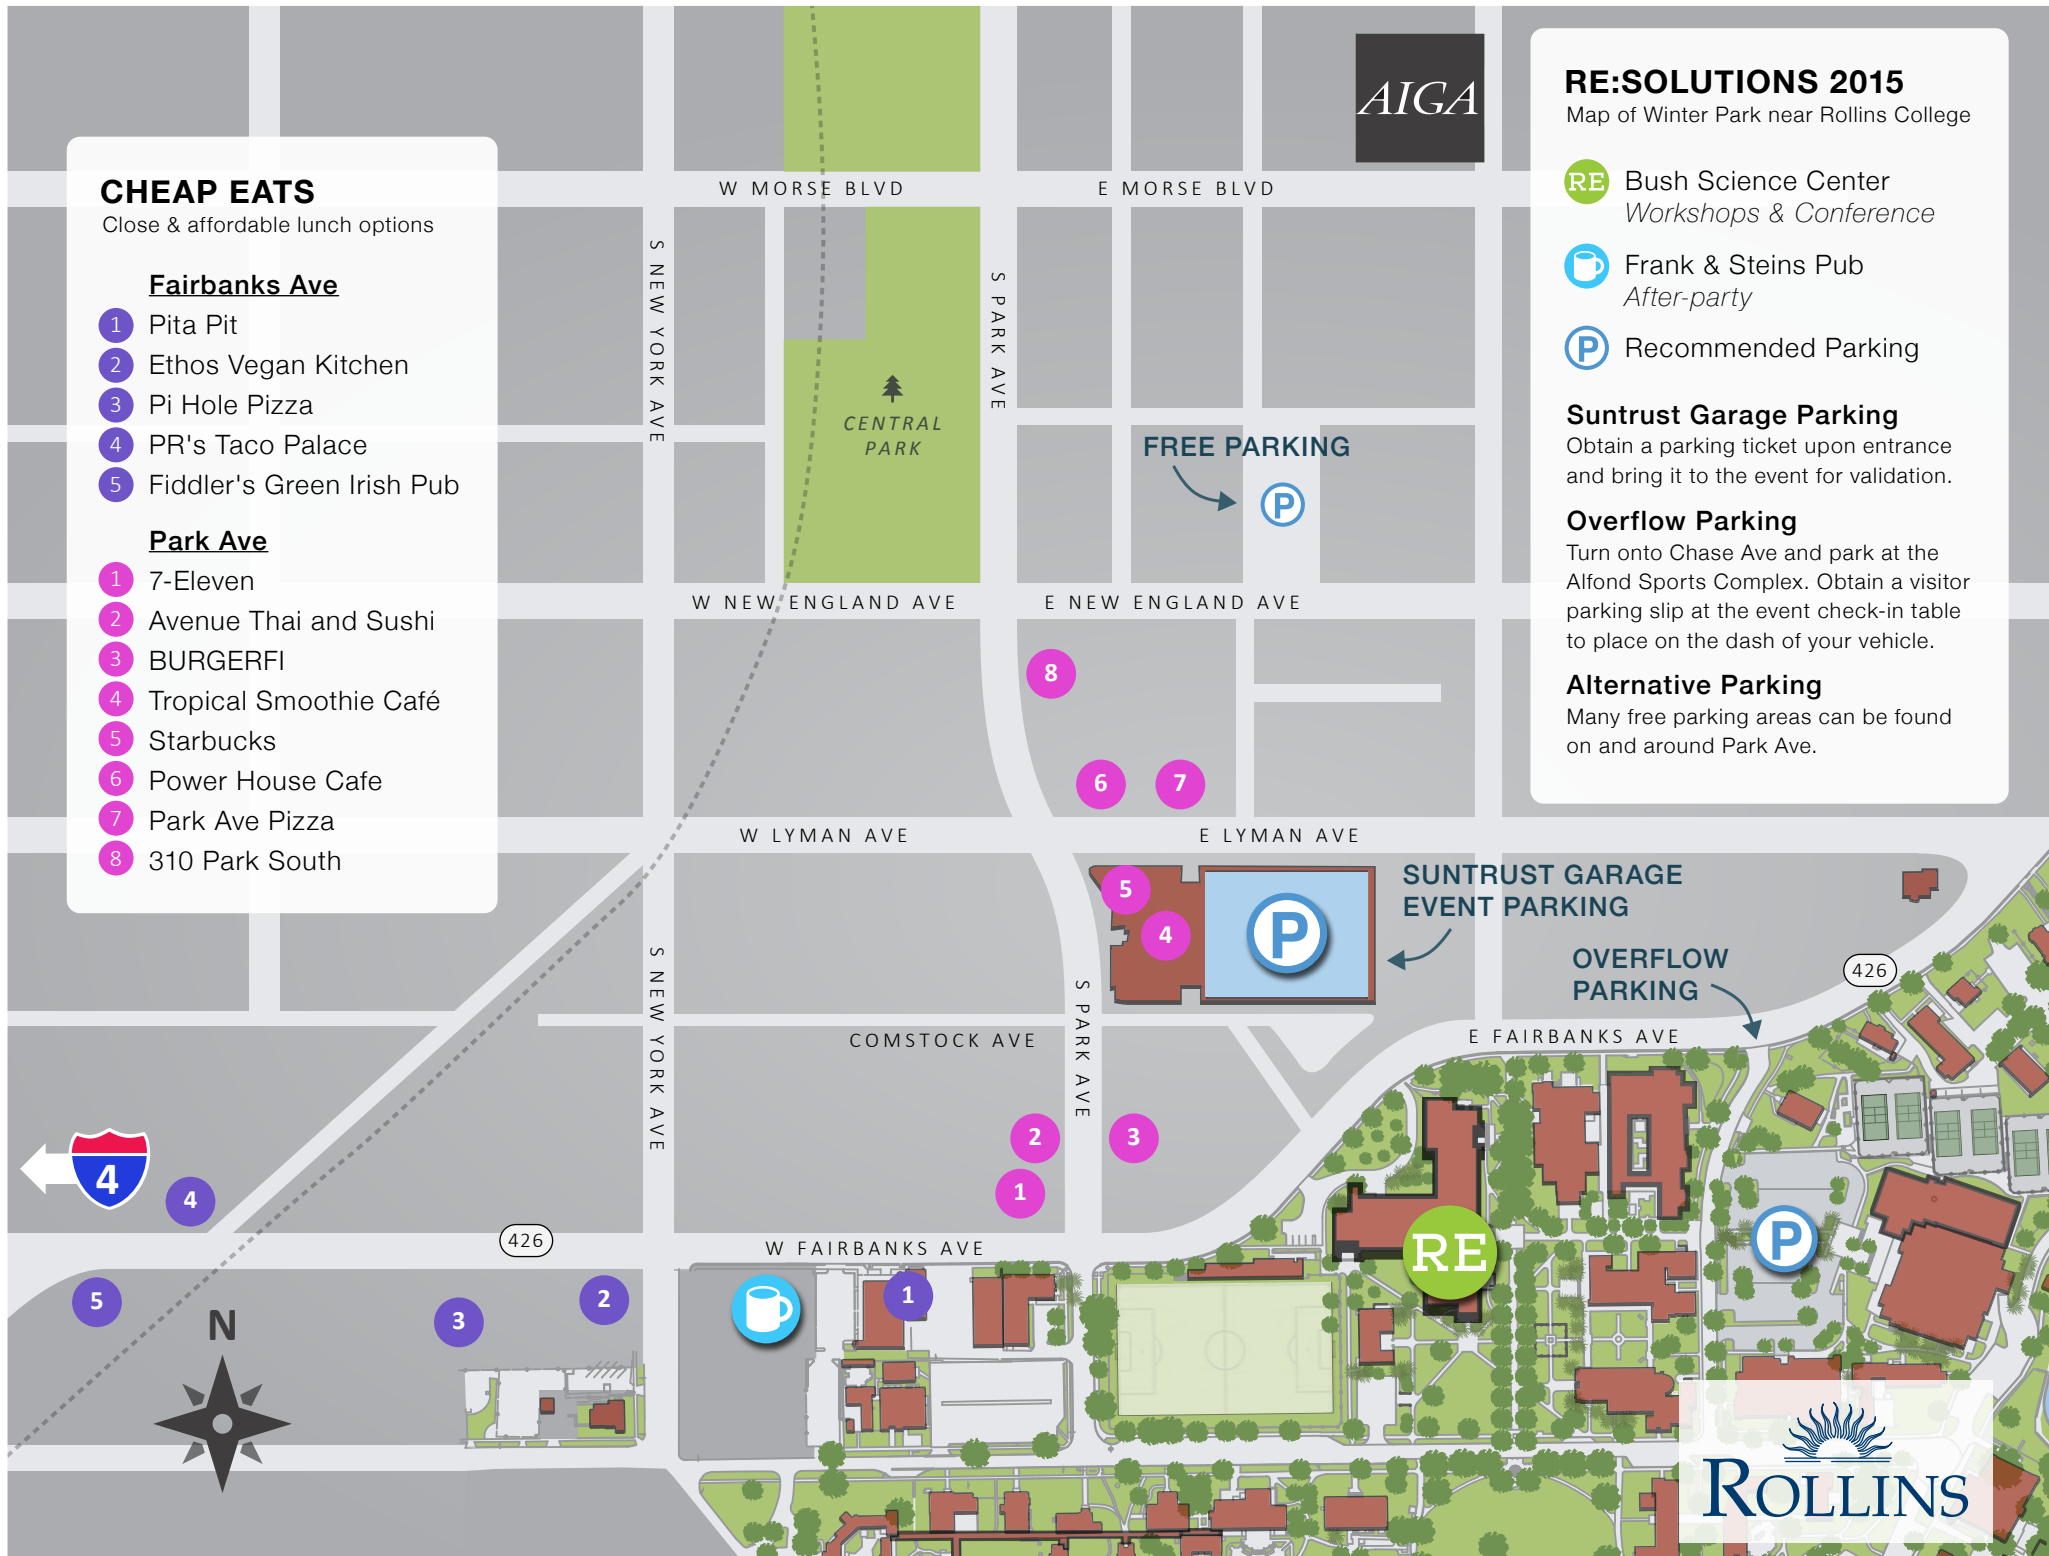 CHEAP EATS
Close & affordable lunch options
Fairbanks Ave
1 Pita Pit
2 Ethos Vegan Kitchen
3 Pi Hole Pizza
4 PR's Taco Palace
5 Fiddler's Green Irish Pub
Park Ave
1 7-Eleven
2 Avenue Thai and Sushi
3 BURGERFI
4 Tropical Smoothie Café
5 Starbucks
6 Power House Cafe
7 Park Ave Pizza
8 310 Park South
AIGA
RE:SOLUTIONS 2015
Map of Winter Park near Rollins College
RE Bush Science Center
Workshops & Conference
Frank & Steins Pub
After-party
P Recommended Parking
Suntrust Garage Parking
Obtain a parking ticket upon entrance
and bring it to the event for validation.
Overflow Parking
Turn onto Chase Ave and park at the
Alfond Sports Complex. Obtain a visitor
parking slip at the event check-in table
to place on the dash of your vehicle.
Alternative Parking
Many free parking areas can be found
on and around Park Ave.
W MORSE BLVD
E MORSE BLVD
S NEW YORK AVE
S PARK AVE
CENTRAL
PARK
FREE PARKING
P
W NEW ENGLAND AVE
E NEW ENGLAND AVE
8
6
7
W LYMAN AVE
E LYMAN AVE
5
4
P
SUNTRUST GARAGE
EVENT PARKING
OVERFLOW
PARKING
426
S NEW YORK AVE
S PARK AVE
COMSTOCK AVE
E FAIRBANKS AVE
2
3
1
4
4
426
W FAIRBANKS AVE
RE
P
5
3
2
1
N
ROLLINS